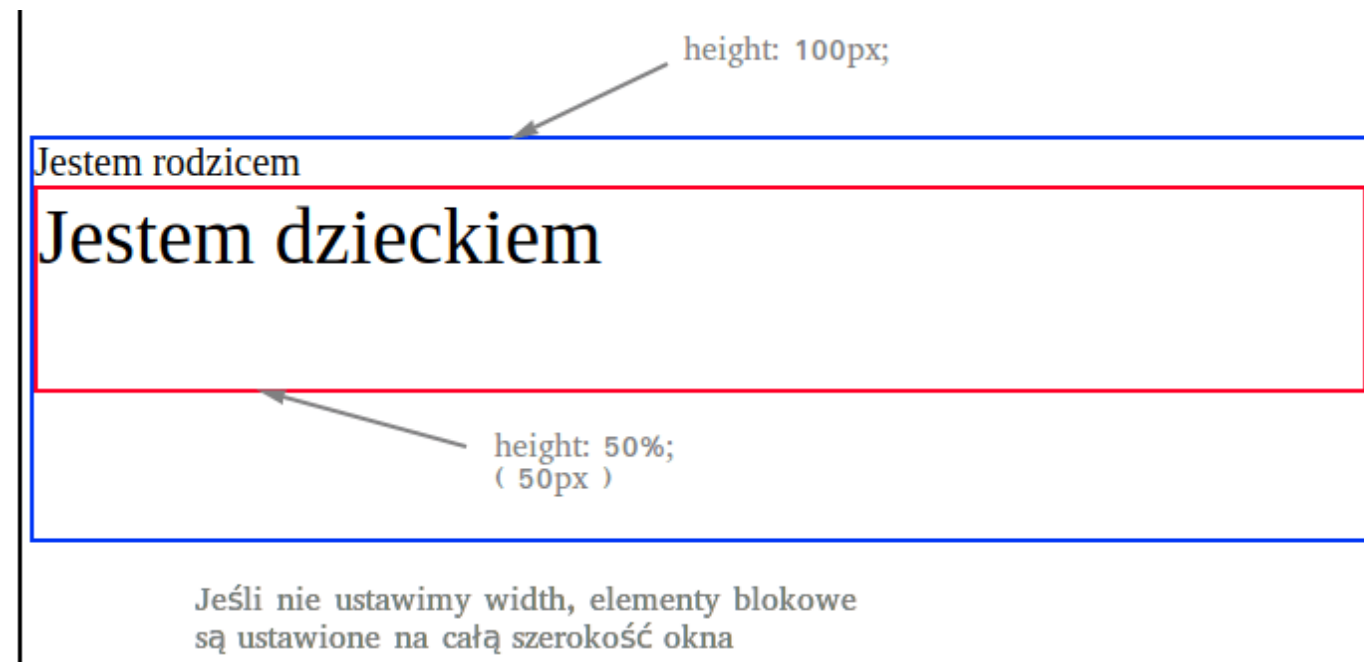 height: 100px;
Jestem rodzicem
Jestem dzieckiem
height: 50%;
( 50px )
Jeśli nie ustawimy width, elementy blokowe
są ustawione na całą szerokość okna